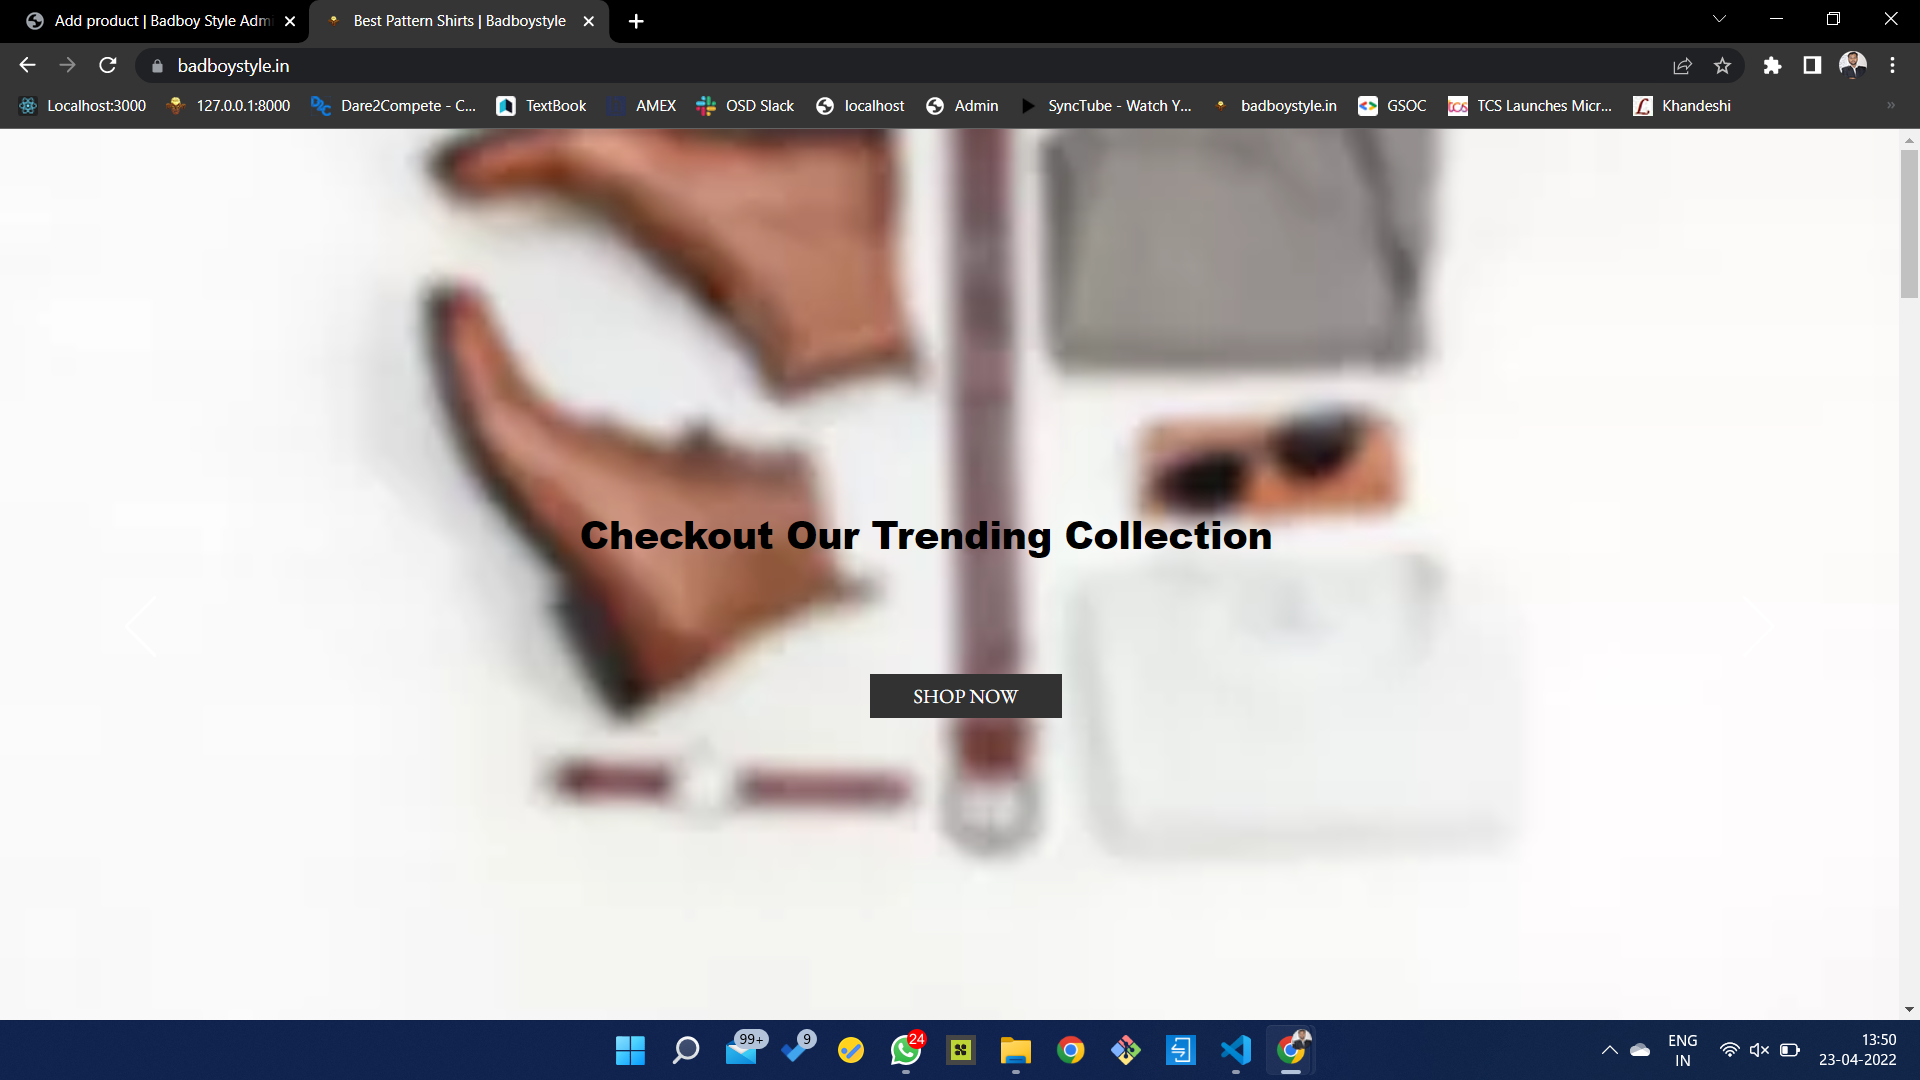 Add product | Badboy Style Adm
Best Pattern Shirts | Badboystyle
badboystyle.in
Localhost:3000
127.0.0.1:8000
Dare2Compete - C...
TextBook
AMEX
OSD Slack
localhost
Admin
SyncTube - Watch Y...
badboystyle.in
GSOC
tcs
TCS Launches Micr...
Khandeshi
Checkout Our Trending Collection
SHOP NOW
99+
9
24
ENG
IN
13:50
23-04-2022